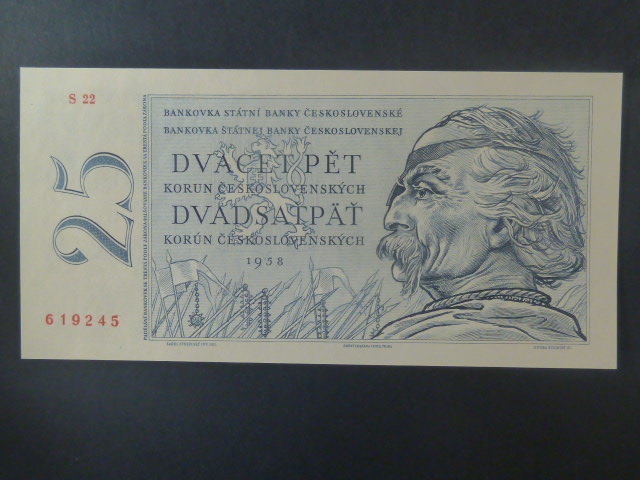 S 22
BANKOVKA STÁTNÍ BANKY ČESKOSLOVENSKÉ
BANKOVKA ŠTÁTNEJ BANKY ČESKOSLOVENSKEJ
DVACET PĚT
KORUN ČESKOSLOVENSKÝCH
DVADSAŤPÄŤ
KORÚN ČESKOSLOVENSKÝCH
1958
25
619245